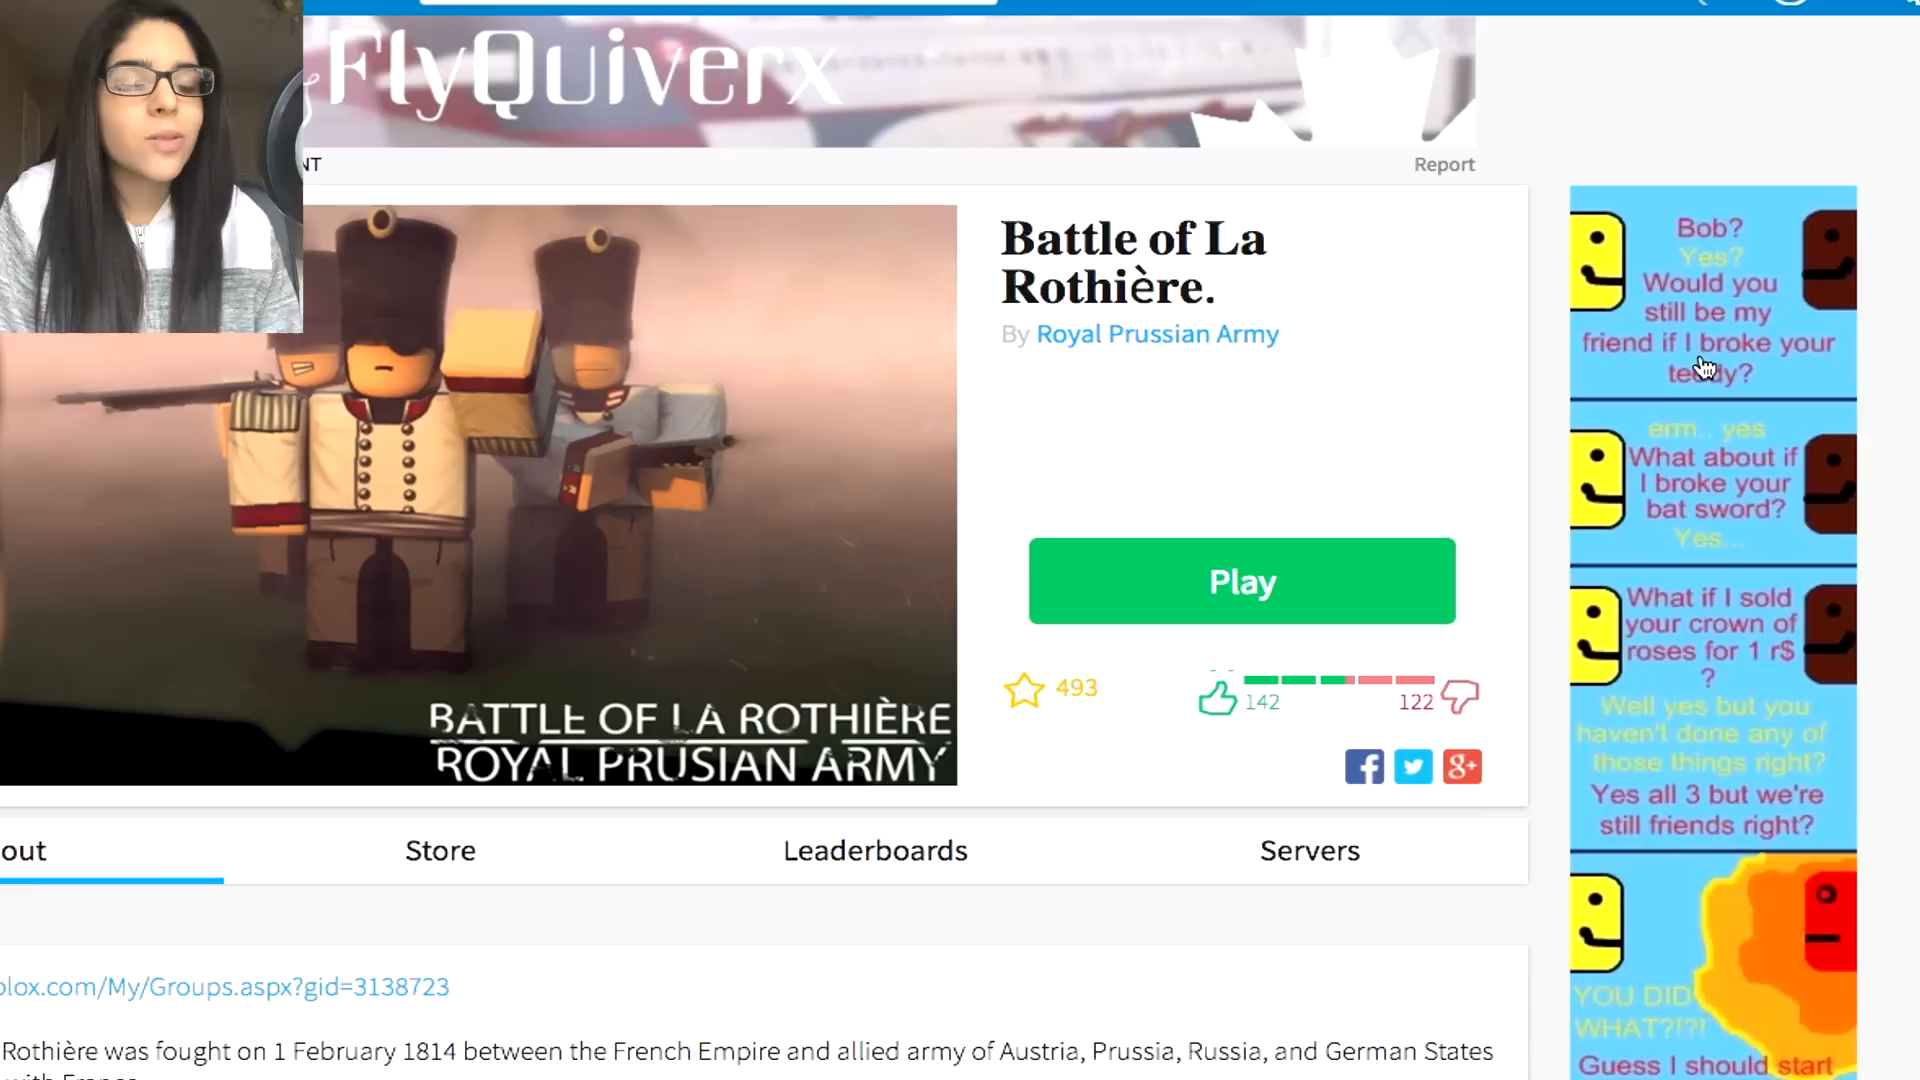 FlyQuiverx
NT
Report
Battle of La
Rothière.
By Royal Prussian Army
Play
493
142
122
g+
BATTLE OF LA ROTHIÈRE
ROYAL PRUSIAN ARMY
out
Store
Leaderboards
Servers
lox.com/My/Groups.aspx?gid=3138723
Rothière was fought on 1 February 1814 between the French Empire and allied army of Austria, Prussia, Russia, and German States
Bob?
Yes?
Would you
still be my
friend if I broke your
teddy?
erm.. yes
What about if
I broke your
bat sword?
Yes...
What if I sold
your crown of
roses for 1 r$
?
Well yes but you
haven't done any of
those things right?
Yes all 3 but we're
still friends right?
YOU DID
WHAT?!?!
Guess I should start